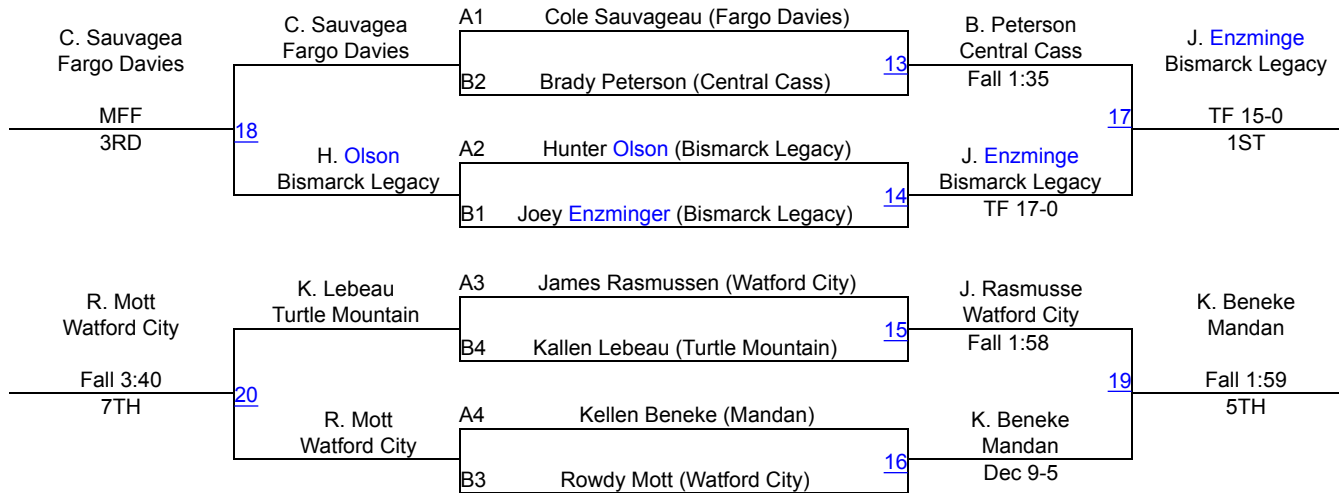 A1 Cole Sauvageau (Fargo Davies)
C. Sauvagea
Fargo Davies
C. Sauvagea
Fargo Davies
B. Peterson
Central Cass
J. Enzminge
Bismarck Legacy
13
B2 Brady Peterson (Central Cass)
Fall 1:35
MFF
3RD
18
17
TF 15-0
1ST
H. Olson
Bismarck Legacy
A2 Hunter Olson (Bismarck Legacy)
J. Enzminge
Bismarck Legacy
14
B1 Joey Enzminger (Bismarck Legacy)
TF 17-0
A3 James Rasmussen (Watford City)
R. Mott
Watford City
K. Lebeau
Turtle Mountain
J. Rasmusse
Watford City
K. Beneke
Mandan
15
B4 Kallen Lebeau (Turtle Mountain)
Fall 1:58
Fall 3:40
7TH
20
19
Fall 1:59
5TH
A4 Kellen Beneke (Mandan)
R. Mott
Watford City
K. Beneke
Mandan
16
B3 Rowdy Mott (Watford City)
Dec 9-5